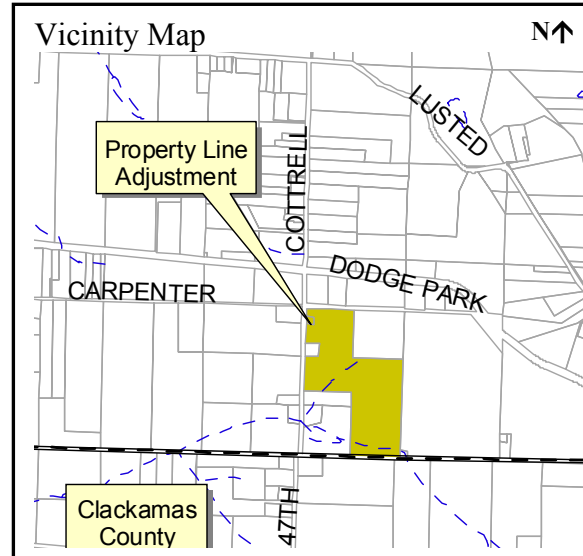 Vicinity Map
N
LUSTED
Property Line
Adjustment
COTTRELL
DODGE PARK
CARPENTER
Clackamas
County
47TH